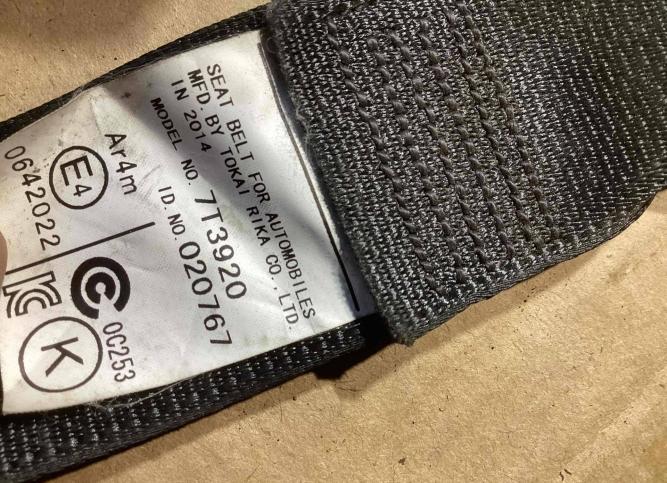 SEAT BELT FOR AUTOMOBILES
MFD. BY TOKAI RIKA CO., LTD.
IN 2014
MODEL NO. 7T3920
ID. NO. 020767
Ar4m
E4
0642022
0C253
K